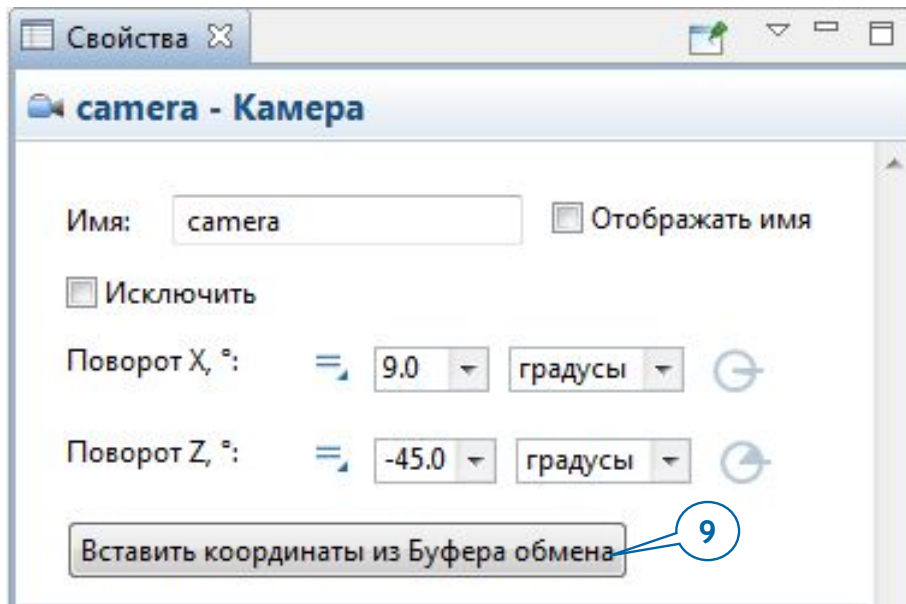 Свойства
camera - Камера
Имя: camera Отображать имя
Исключить
Поворот X, °: 9.0 градусы
Поворот Z, °: -45.0 градусы
Вставить координаты из Буфера обмена 9